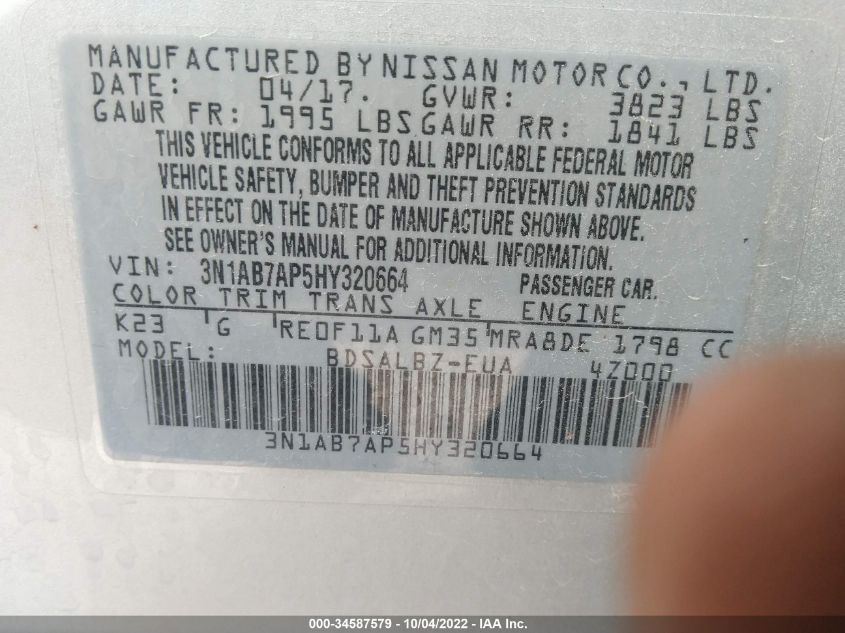 MANUFACTURED BY NISSAN MOTOR CO., LTD.
DATE: 04/17. GVWR: 3823 LBS
GAWR FR: 1995 LBS GAWR RR: 1841 LBS
THIS VEHICLE CONFORMS TO ALL APPLICABLE FEDERAL MOTOR
VEHICLE SAFETY, BUMPER AND THEFT PREVENTION STANDARDS
IN EFFECT ON THE DATE OF MANUFACTURE SHOWN ABOVE.
SEE OWNER'S MANUAL FOR ADDITIONAL INFORMATION.
VIN: 3N1AB7AP5HY320664 PASSENGER CAR.
COLOR TRIM TRANS AXLE ENGINE
K23 G RE0F11A GM35 MRA8DE 1798 CC
MODEL: BDSALBZ-EUA 4Z000
3N1AB7AP5HY320664
000-34587579 - 10/04/2022 - IAA Inc.